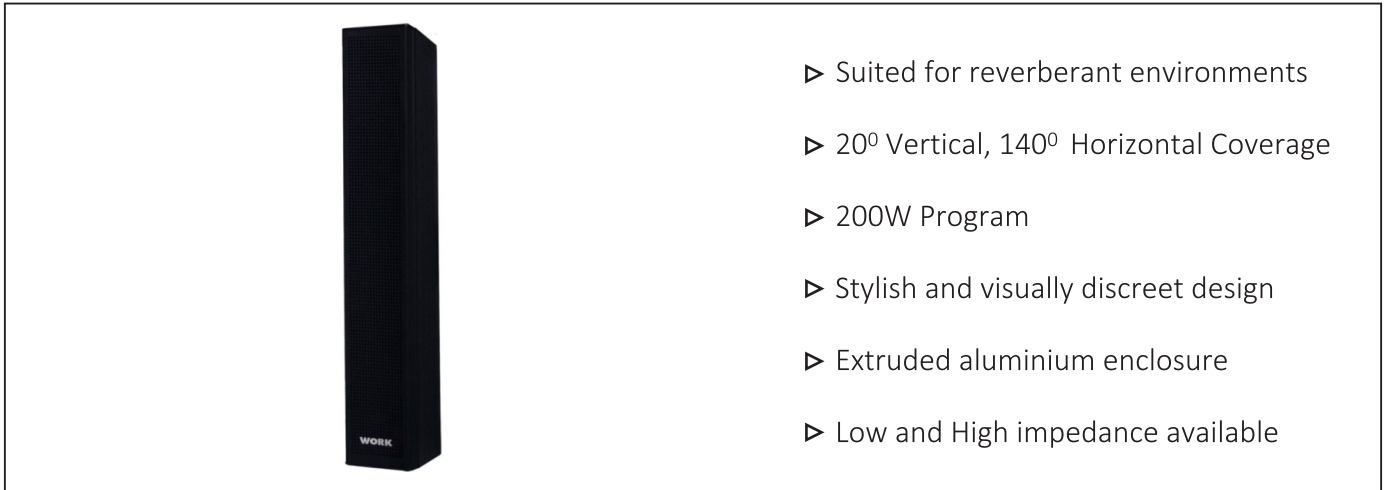 WORK
⊳ Suited for reverberant environments
⊳ 20⁰ Vertical, 140⁰ Horizontal Coverage
⊳ 200W Program
⊳ Stylish and visually discreet design
⊳ Extruded aluminium enclosure
⊳ Low and High impedance available